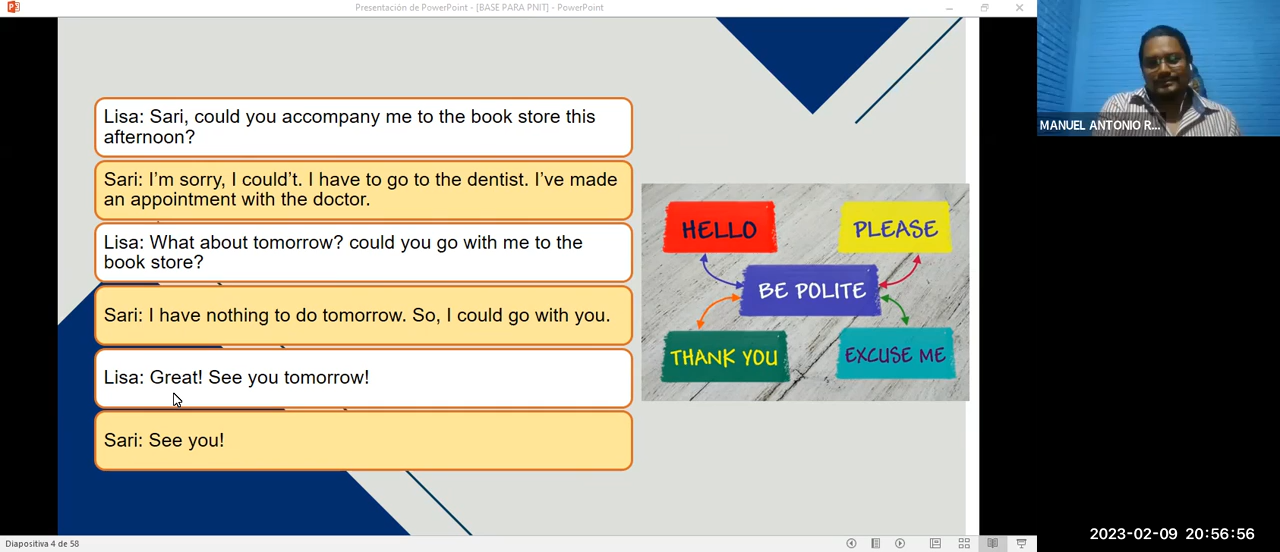 Presentación de PowerPoint - [BASE PARA PNIT] - PowerPoint
Lisa: Sari, could you accompany me to the book store this
afternoon?
Sari: I'm sorry, I could't. I have to go to the dentist. I've made
an appointment with the doctor.
Lisa: What about tomorrow? could you go with me to the
book store?
Sari: I have nothing to do tomorrow. So, I could go with you.
Lisa: Great! See you tomorrow!
Sari: See you!
HELLO
PLEASE
BE POLITE
THANK YOU
EXCUSE ME
MANUEL ANTONIO R...
Diapositiva 4 de 58
2023-02-09 20:56:56